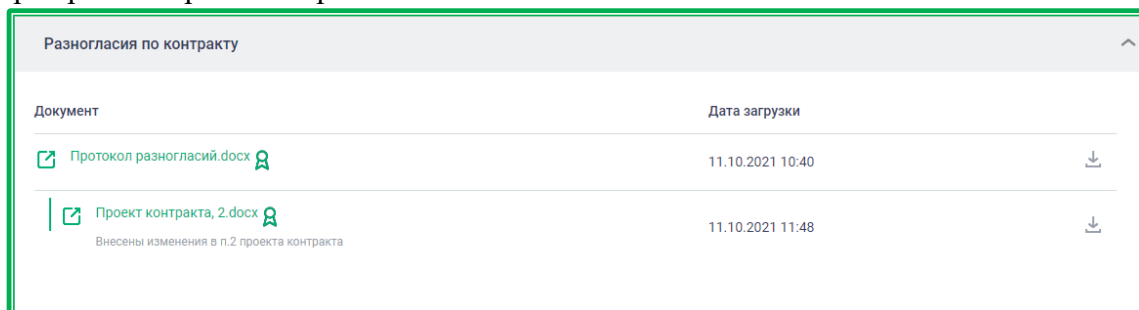 Разногласия по контракту
Документ Дата загрузки
Протокол разногласий.docx 11.10.2021 10:40
Проект контракта, 2.docx 11.10.2021 11:48
Внесены изменения в п.2 проекта контракта